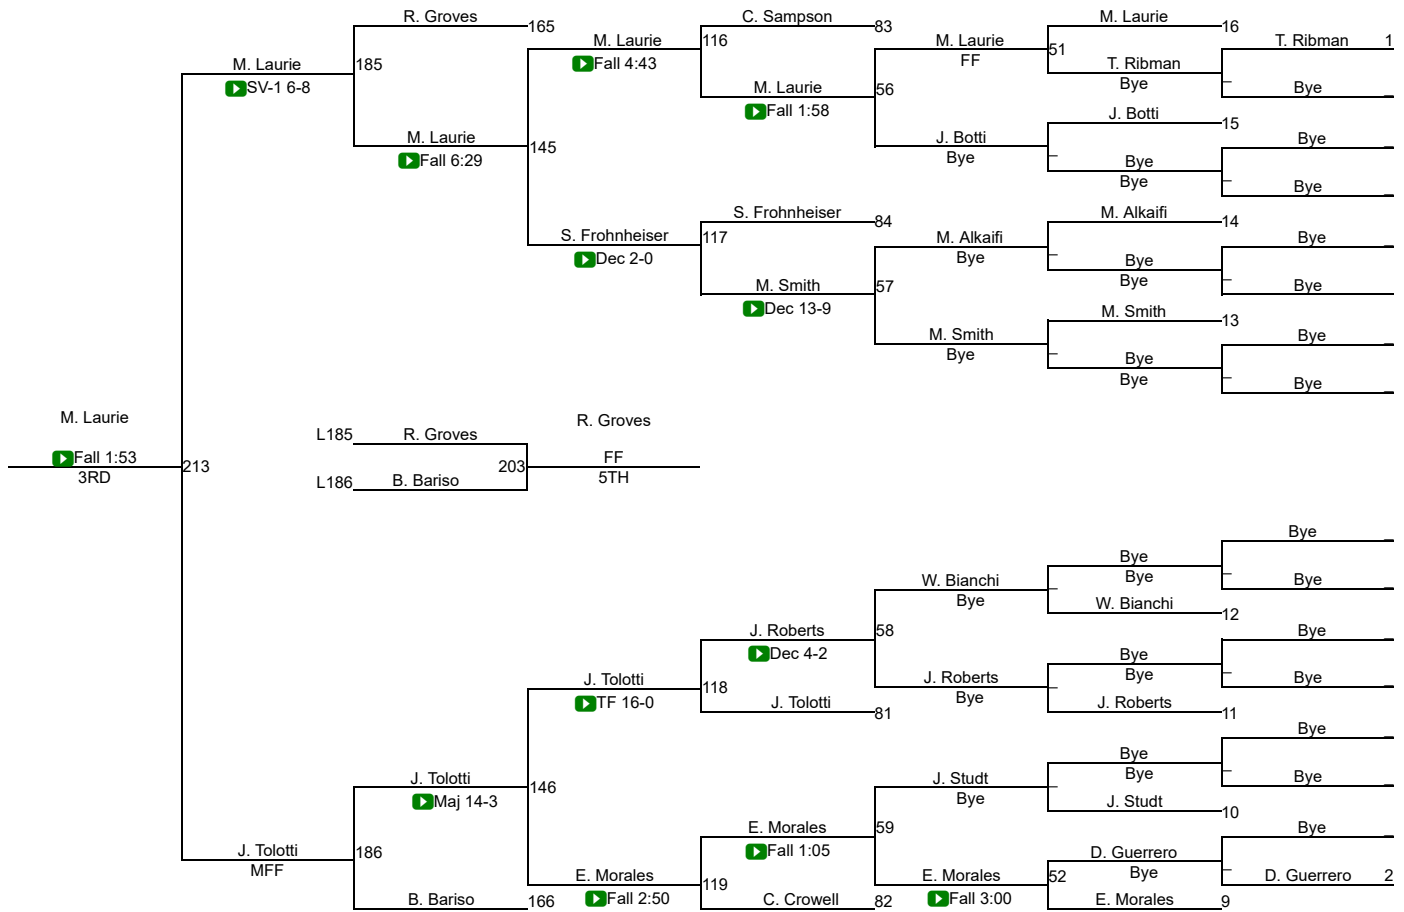 R. Groves 165 C. Sampson 83 M. Laurie 16
M. Laurie 116 M. Laurie 51 T. Ribman 1
Fall 4:43 FF
M. Laurie 185 T. Ribman
SV-1 6-8 M. Laurie 56 Bye Bye
Fall 1:58 J. Botti 15
M. Laurie 145 J. Botti Bye
Fall 6:29 Bye Bye
Bye Bye
S. Frohnheiser 84 M. Alkaifi 14
S. Frohnheiser 117 M. Alkaifi Bye
Dec 2-0 Bye Bye
M. Smith 57 Bye Bye
Dec 13-9 M. Smith 13
M. Smith Bye
Bye Bye
Bye Bye
M. Laurie R. Groves
L185 R. Groves
Fall 1:53 213 203 FF
3RD L186 B. Bariso 5TH
Bye
Bye
W. Bianchi Bye Bye
Bye W. Bianchi 12
J. Roberts 58 Bye
Dec 4-2 Bye
J. Tolotti 118 J. Roberts Bye Bye
TF 16-0 J. Tolotti 81 Bye J. Roberts 11
Bye
Bye
J. Tolotti 146 J. Studt Bye Bye
Maj 14-3 Bye J. Studt 10
E. Morales 59 Bye
Fall 1:05
J. Tolotti 186 D. Guerrero
MFF E. Morales 119 E. Morales 52 Bye D. Guerrero 2
B. Bariso 166 Fall 2:50 C. Crowell 82 Fall 3:00 E. Morales 9